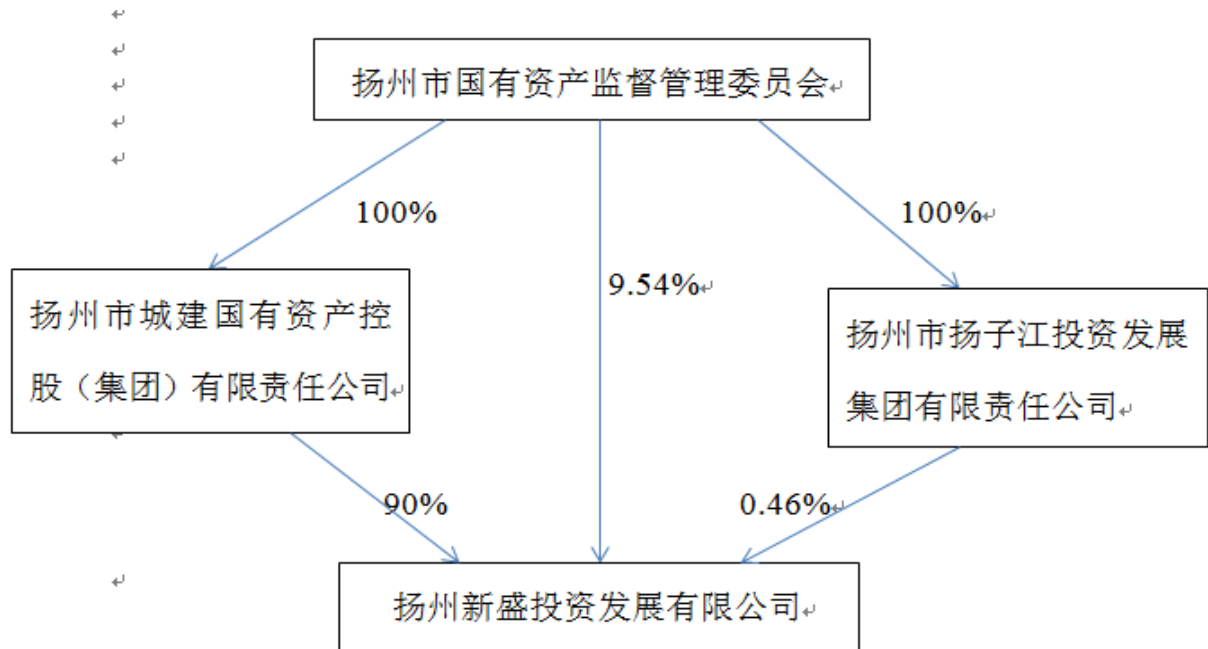 扬州市国有资产监督管理委员会
100%
100%
9.54%
扬州市城建国有资产控
股（集团）有限责任公司
扬州市扬子江投资发展
集团有限责任公司
90%
0.46%
扬州新盛投资发展有限公司